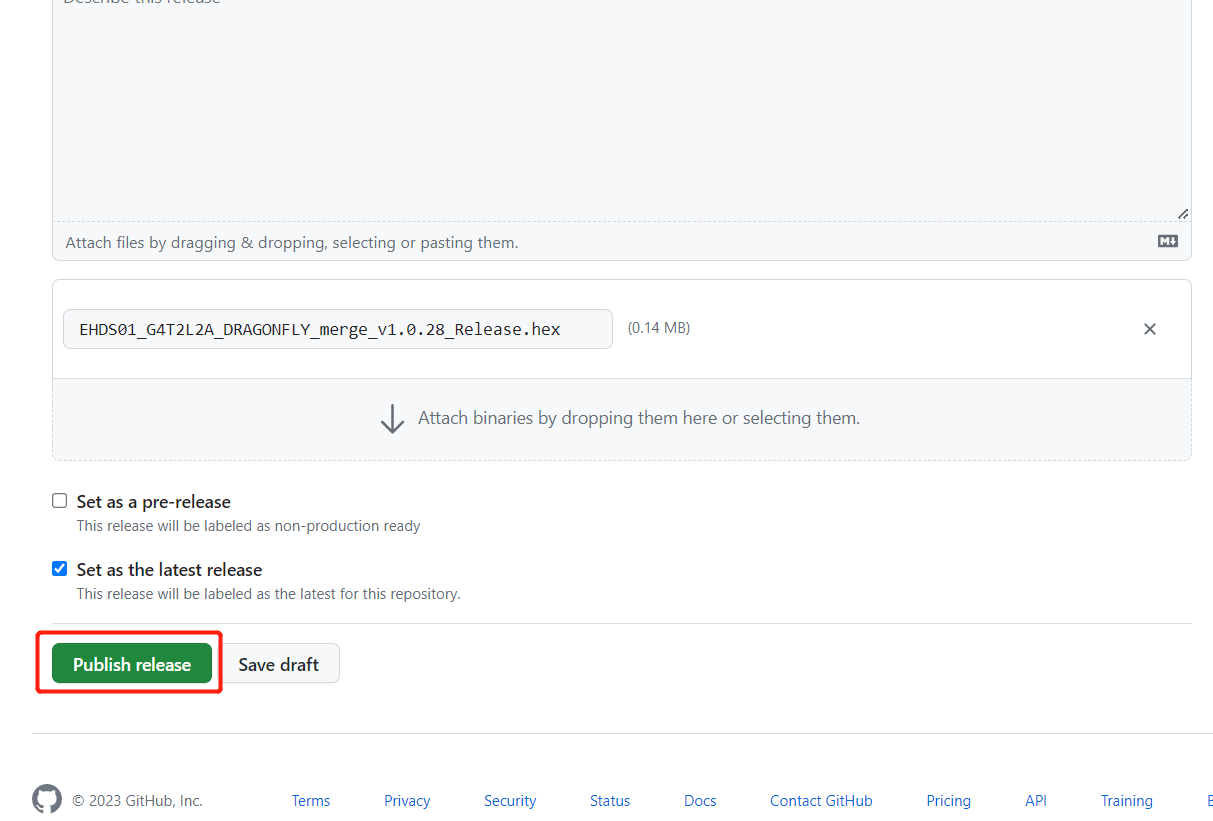 Describe this release
Attach files by dragging & dropping, selecting or pasting them.
EHDS01_G4T2L2A_DRAGONFLY_merge_v1.0.28_Release.hex (0.14 MB)
Attach binaries by dropping them here or selecting them.
Set as a pre-release
This release will be labeled as non-production ready
Set as the latest release
This release will be labeled as the latest for this repository.
Publish release Save draft
© 2023 GitHub, Inc. Terms Privacy Security Status Docs Contact GitHub Pricing API Training